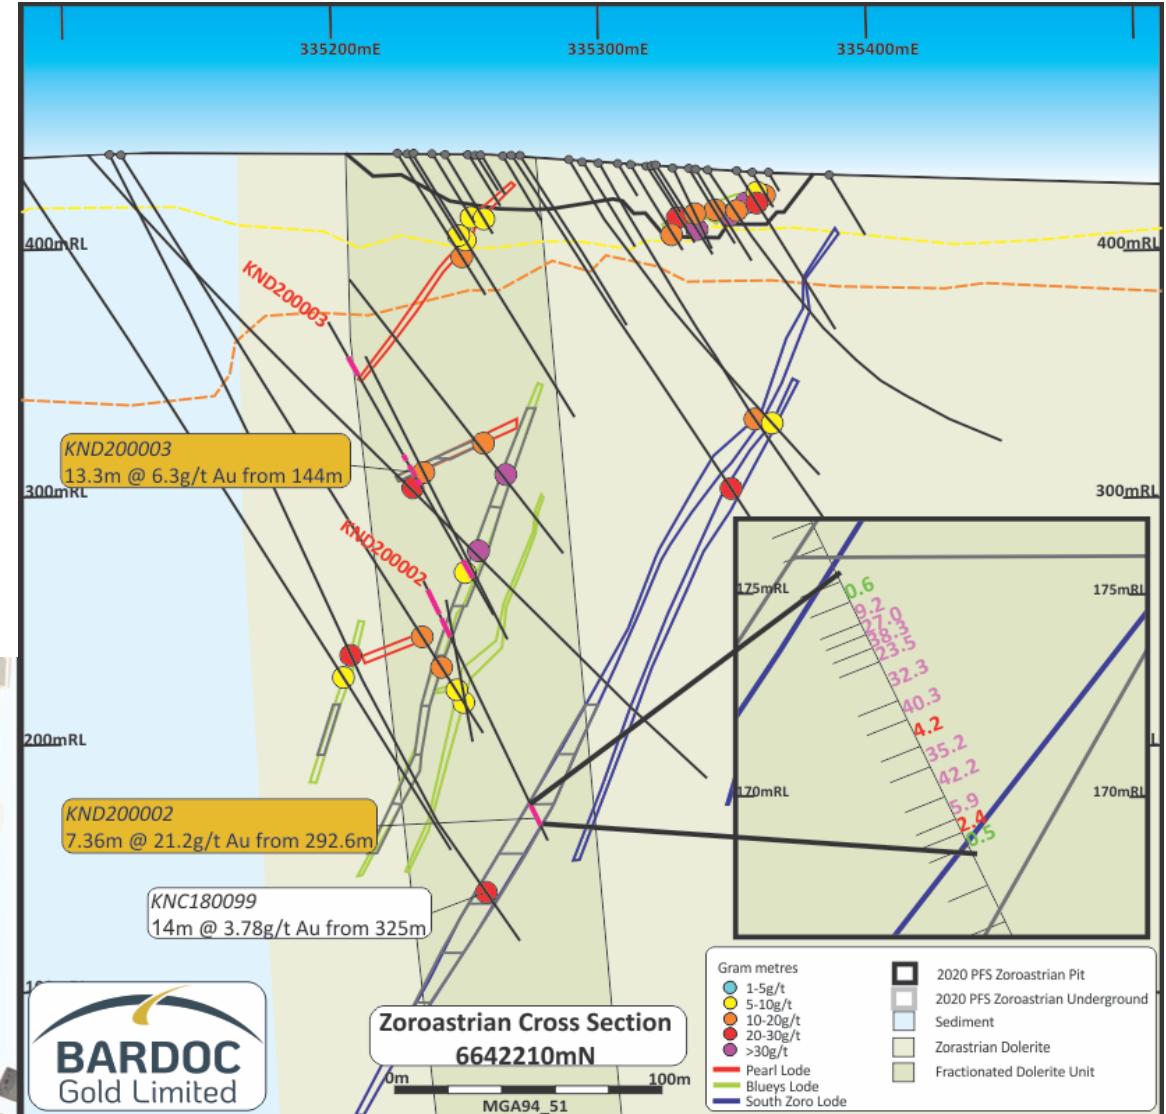 335200mE
335300mE
335400mE
400mRL
400mRL
KND200003
KND200003
13.3m @ 6.3g/t Au from 144m
300mRL
300mRL
KND200002
175mRL
175mRL
0.6
9.2
27.0
38.3
23.5
32.3
40.3
4.2
35.2
42.2
5.9
2.4
0.5
170mRL
170mRL
200mRL
KND200002
7.36m @ 21.2g/t Au from 292.6m
KNC180099
14m @ 3.78g/t Au from 325m
BARDOC
Gold Limited
Zoroastrian Cross Section
6642210mN
0m
100m
MGA94_51
Gram metres
1-5g/t
5-10g/t
10-20g/t
20-30g/t
>30g/t
Pearl Lode
Blueys Lode
South Zoro Lode
2020 PFS Zoroastrian Pit
2020 PFS Zoroastrian Underground
Sediment
Zorastrian Dolerite
Fractionated Dolerite Unit